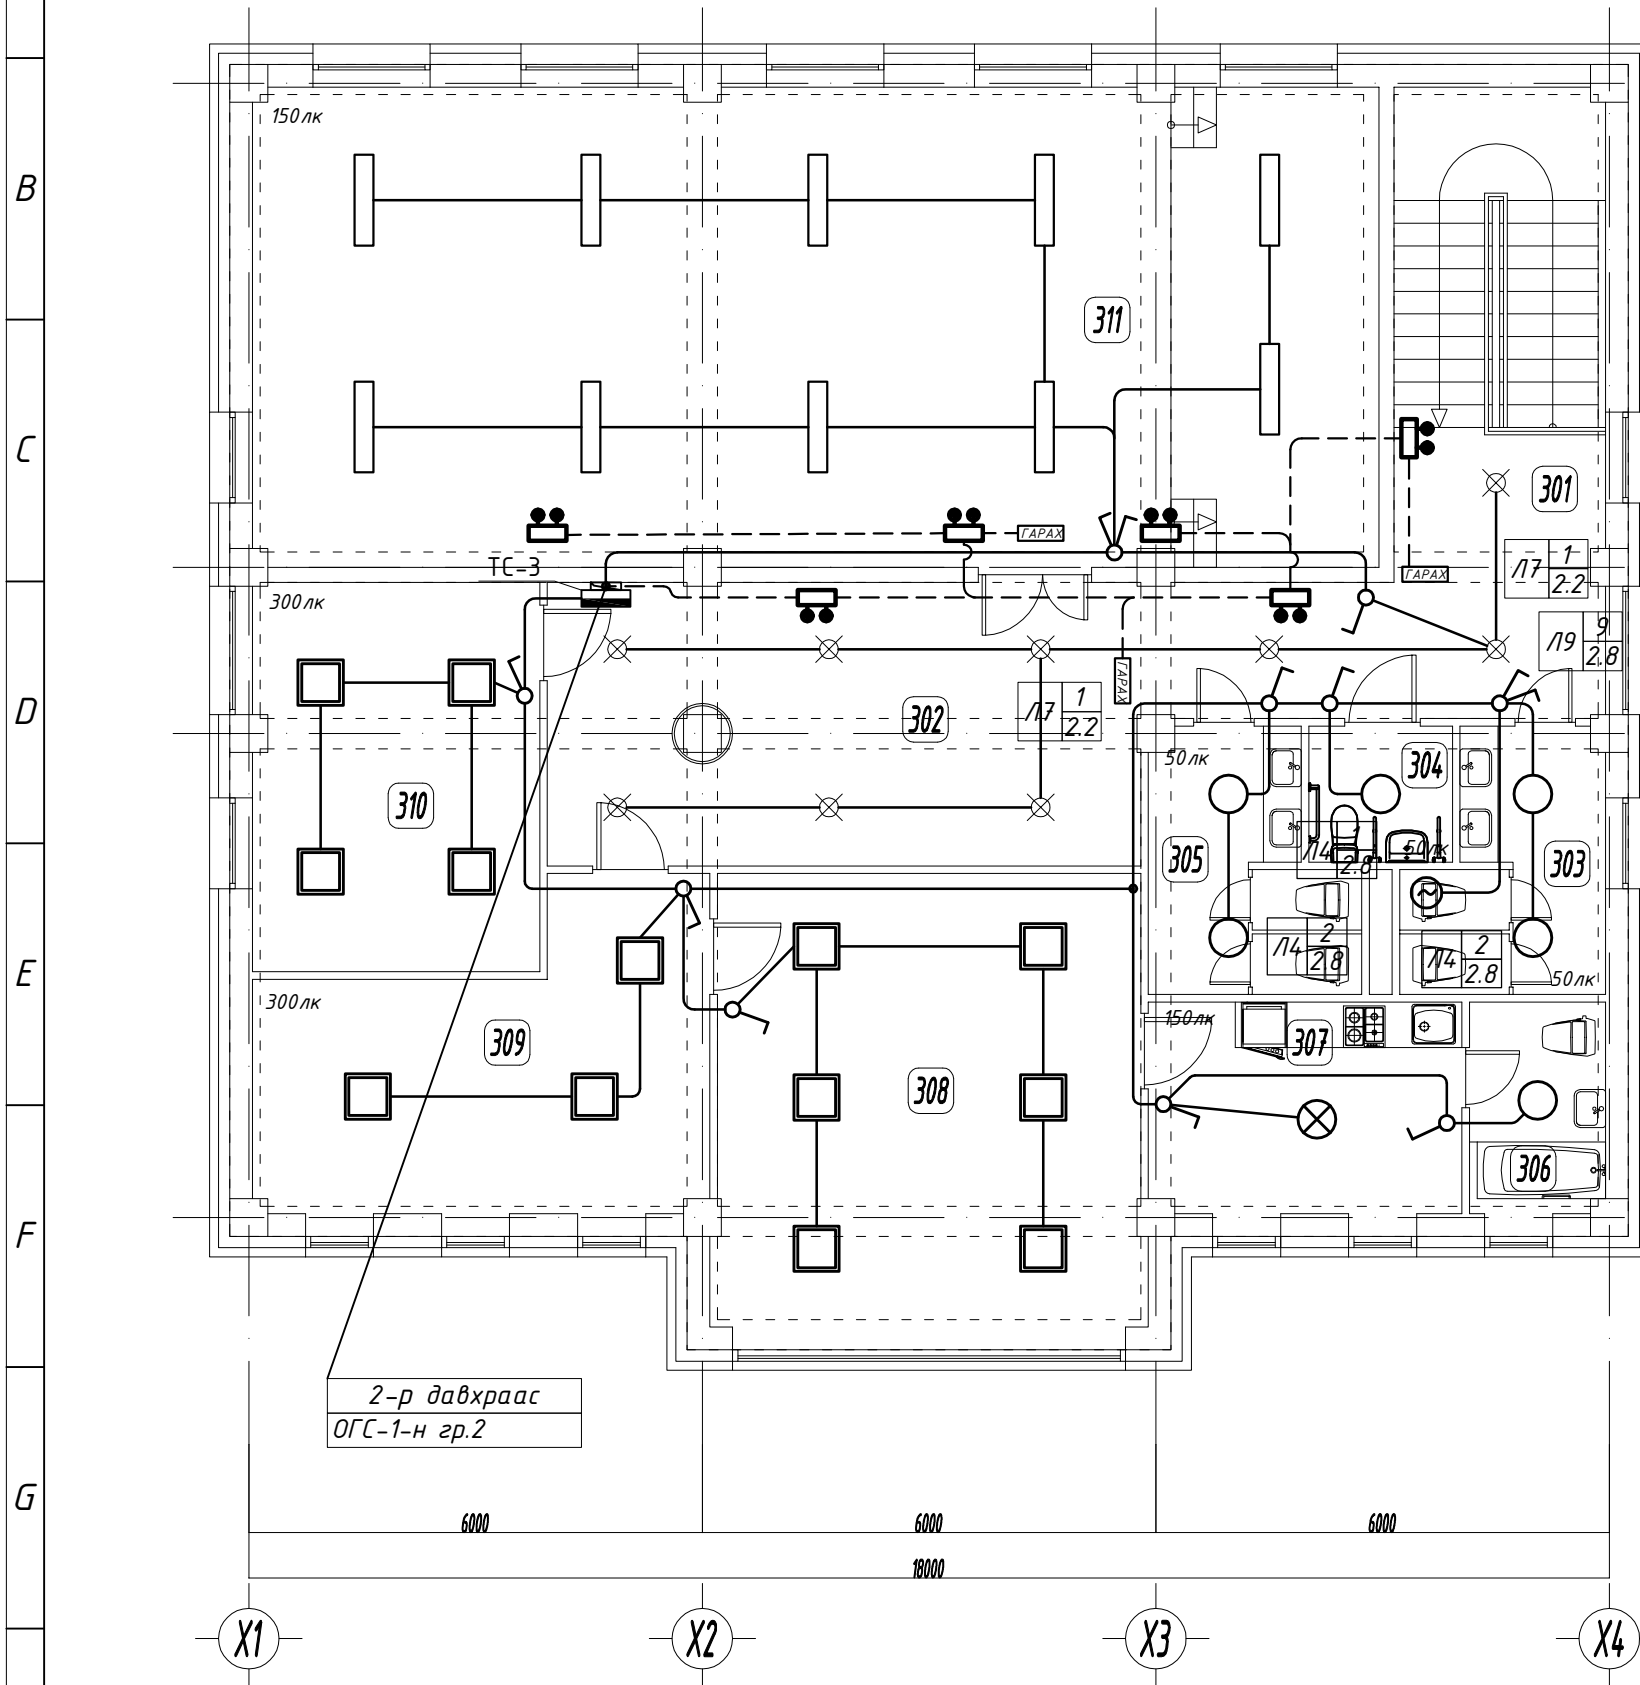 150лк
B
311
C
301
ГАРАХ
ТС-3
ГАРАХ
Л7 1
2.2
300лк
Л9 9
2.8
ГАРАХ
D
302
Л7 1
2.2
50лк
304
310
Л4 1
2.8
50лк
305
303
Л4 2
2.8
Л4 2
2.8
E
50лк
300лк
150лк
309
307
308
306
F
2-р давхраас
ОГС-1-н гр.2
G
6000
6000
6000
18000
X1
X2
X3
X4